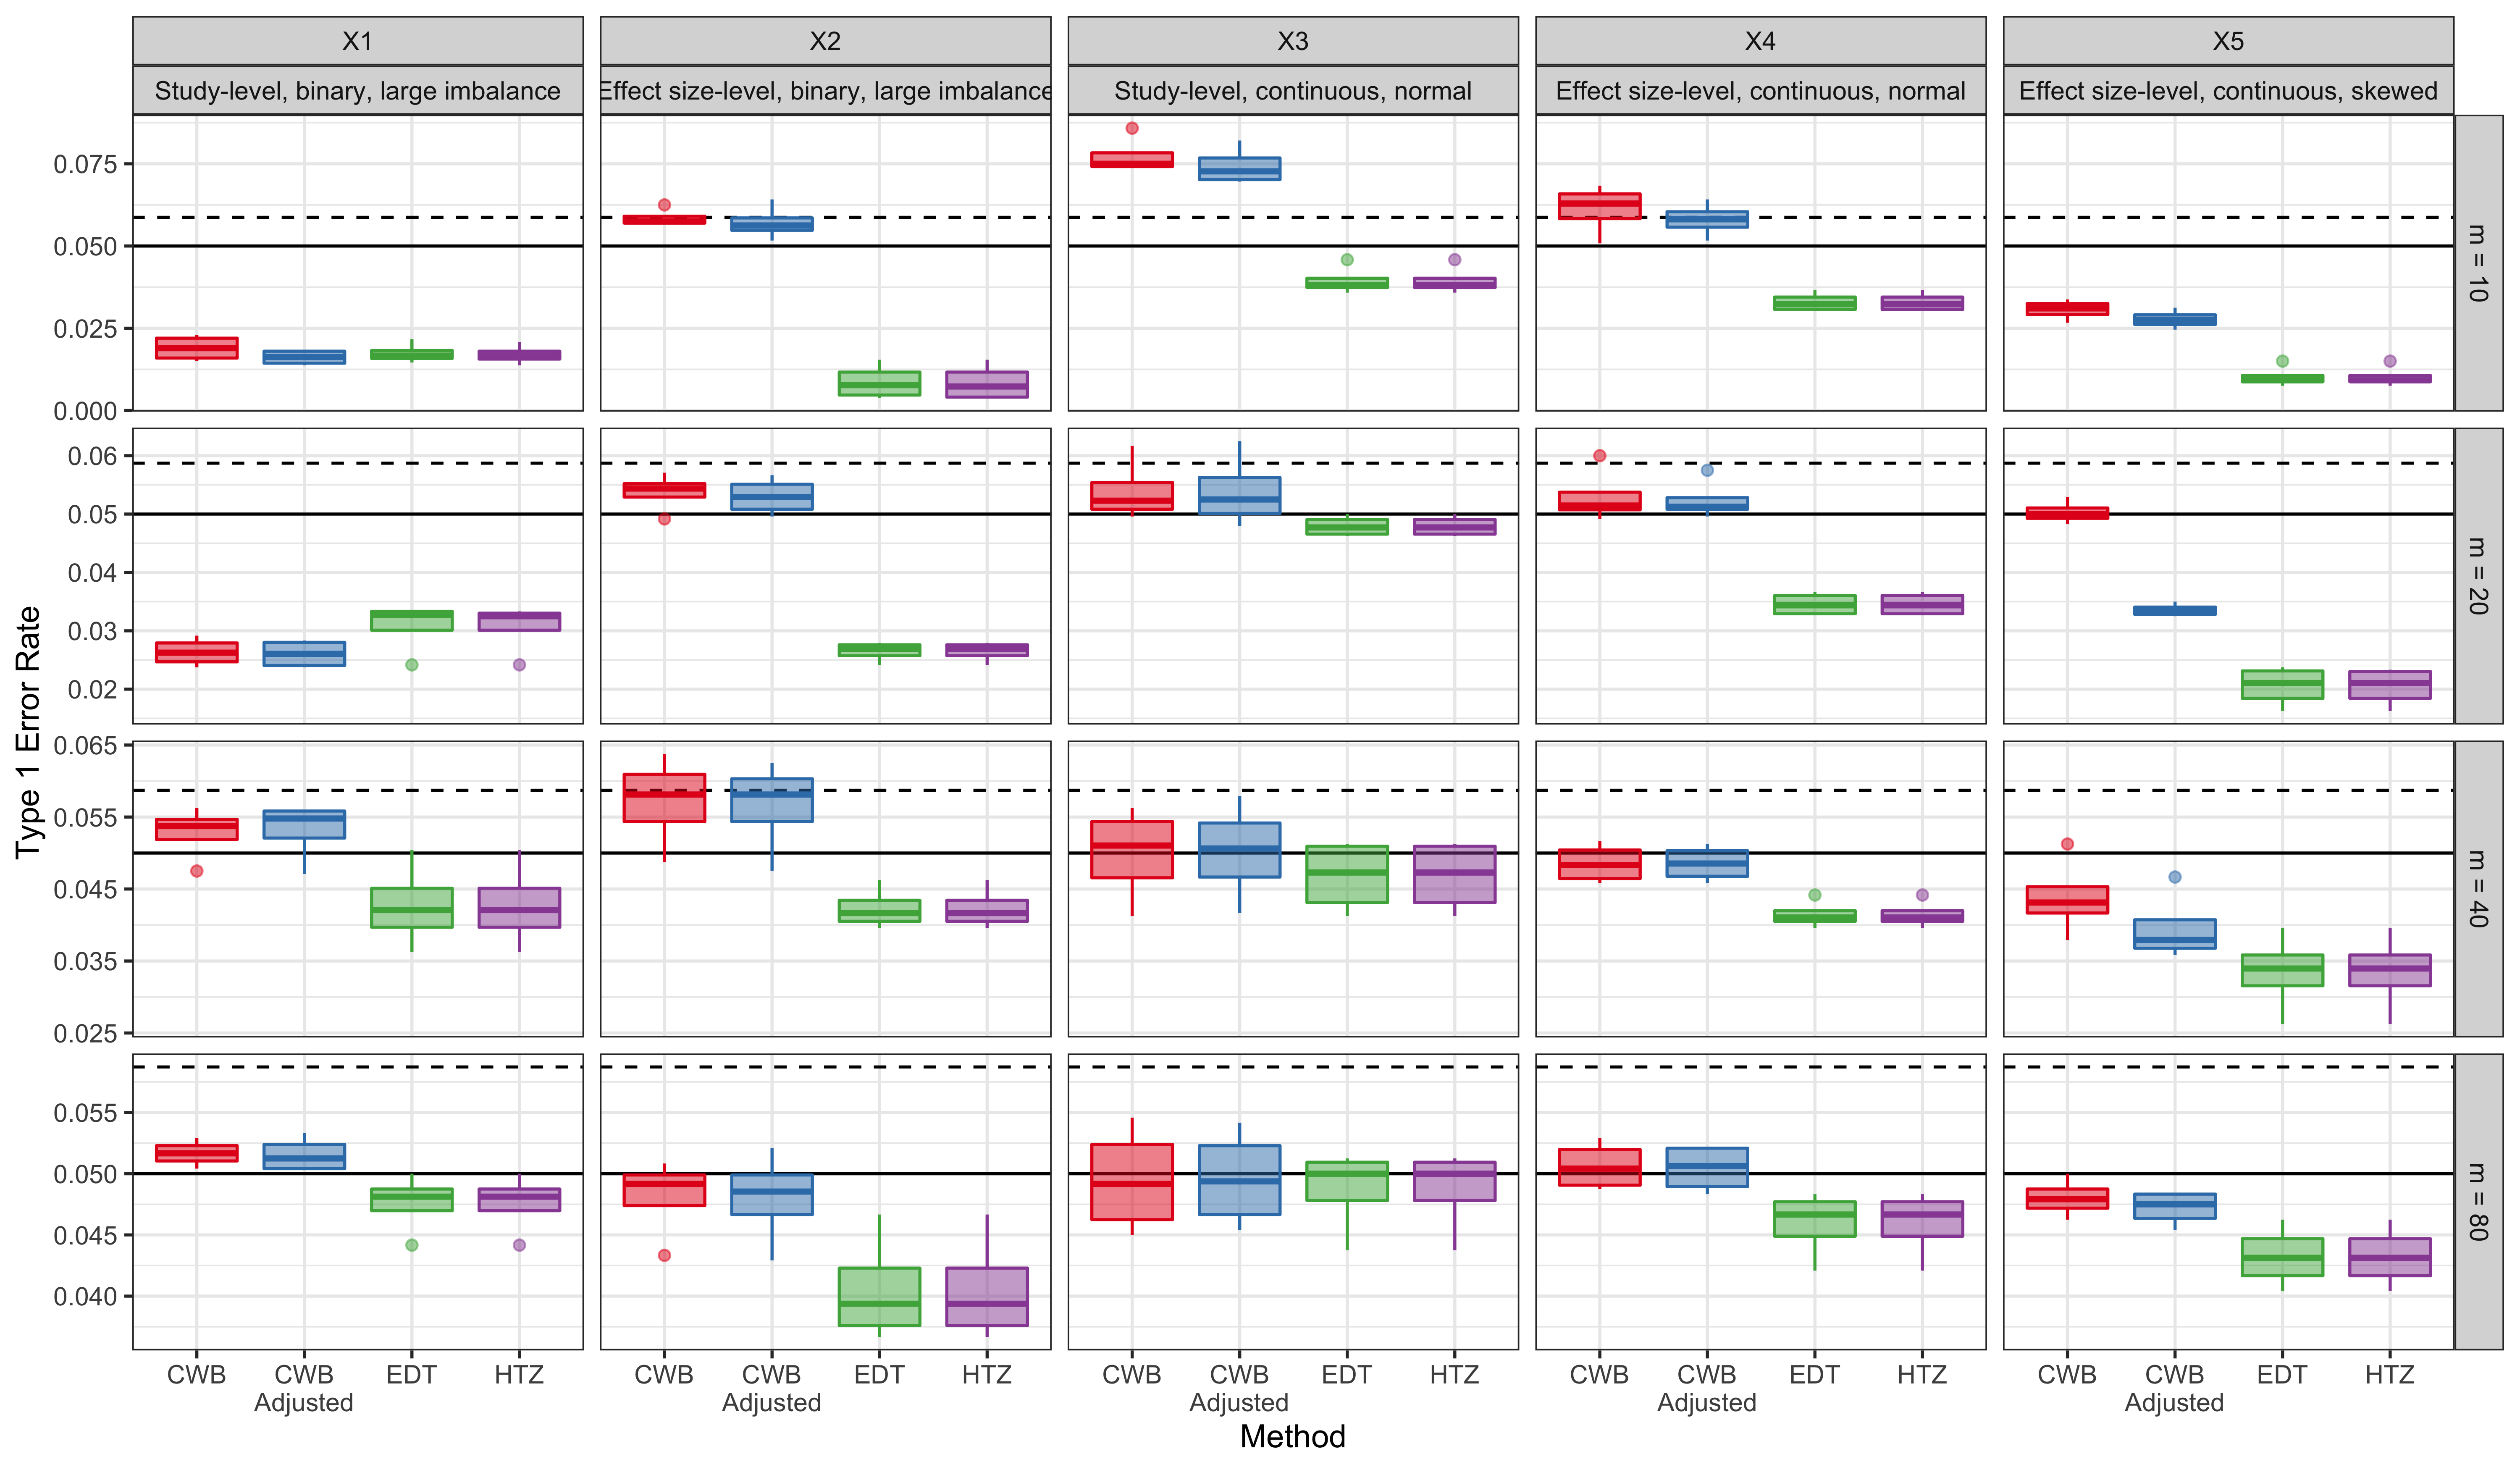 X1
X2
X3
X4
X5
Study-level, binary, large imbalance
Effect size-level, binary, large imbalance
Study-level, continuous, normal
Effect size-level, continuous, normal
Effect size-level, continuous, skewed
0.075
0.050
0.025
0.000
m = 10
0.06
0.05
0.04
0.03
0.02
m = 20
0.065
0.055
0.045
0.035
0.025
m = 40
0.055
0.050
0.045
0.040
m = 80
Type 1 Error Rate
CWB
CWB
Adjusted
EDT
HTZ
CWB
CWB
Adjusted
EDT
HTZ
CWB
CWB
Adjusted
EDT
HTZ
CWB
CWB
Adjusted
EDT
HTZ
CWB
CWB
Adjusted
EDT
HTZ
Method